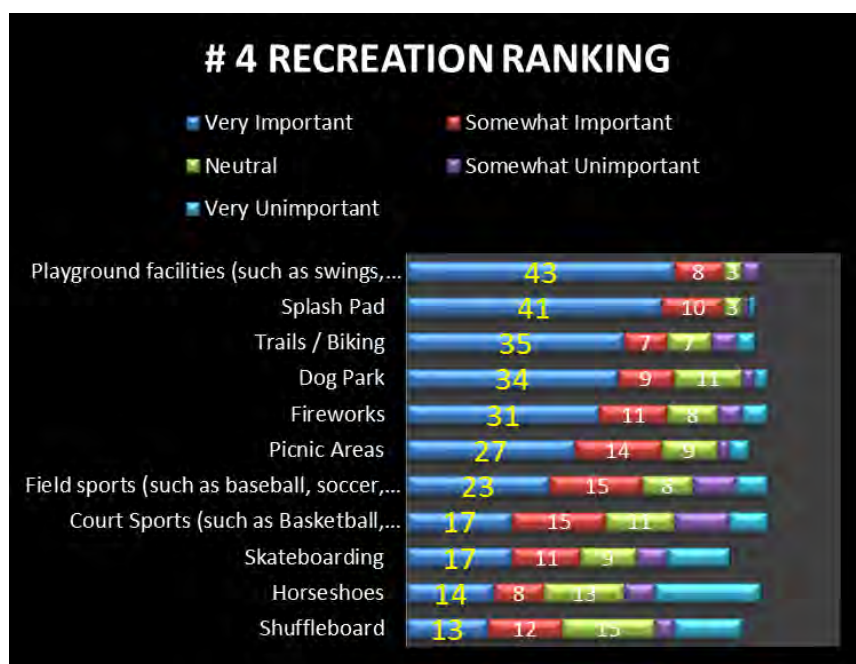 # 4 RECREATION RANKING
Very Important
Somewhat Important
Neutral
Somewhat Unimportant
Very Unimportant
Playground facilities (such as swings,... 43 8 3
Splash Pad 41 10 3
Trails / Biking 35 7 7
Dog Park 34 9 11
Fireworks 31 11 8
Picnic Areas 27 14 9
Field sports (such as baseball, soccer,... 23 15 8
Court Sports (such as Basketball,... 17 15 11
Skateboarding 17 11 9
Horseshoes 14 8 13
Shuffleboard 13 12 15